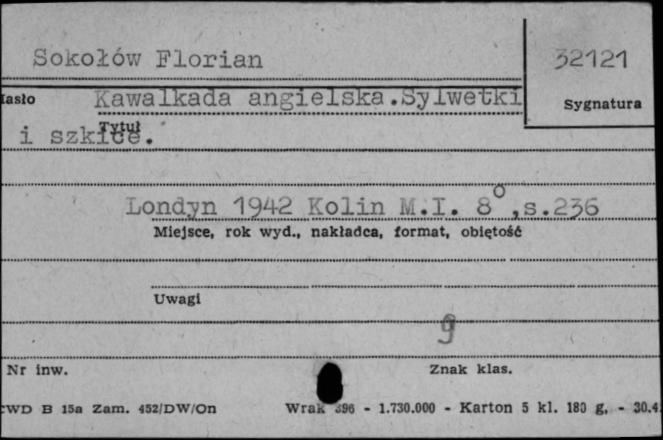 Sokołów Florian
32121
Hasło
Kawalkada angielska.Sylwetki
Sygnatura
Tytuł
i szkice.
Londyn 1942 Kolin M.I. 8°,s.236
Miejsce, rok wyd., nakładca, format, objętość
Uwagi
g
Nr inw.
Znak klas.
CWD B 15a Zam. 452/DW/On Wrak 396 - 1.730.000 - Karton 5 kl. 180 g, - 30.4